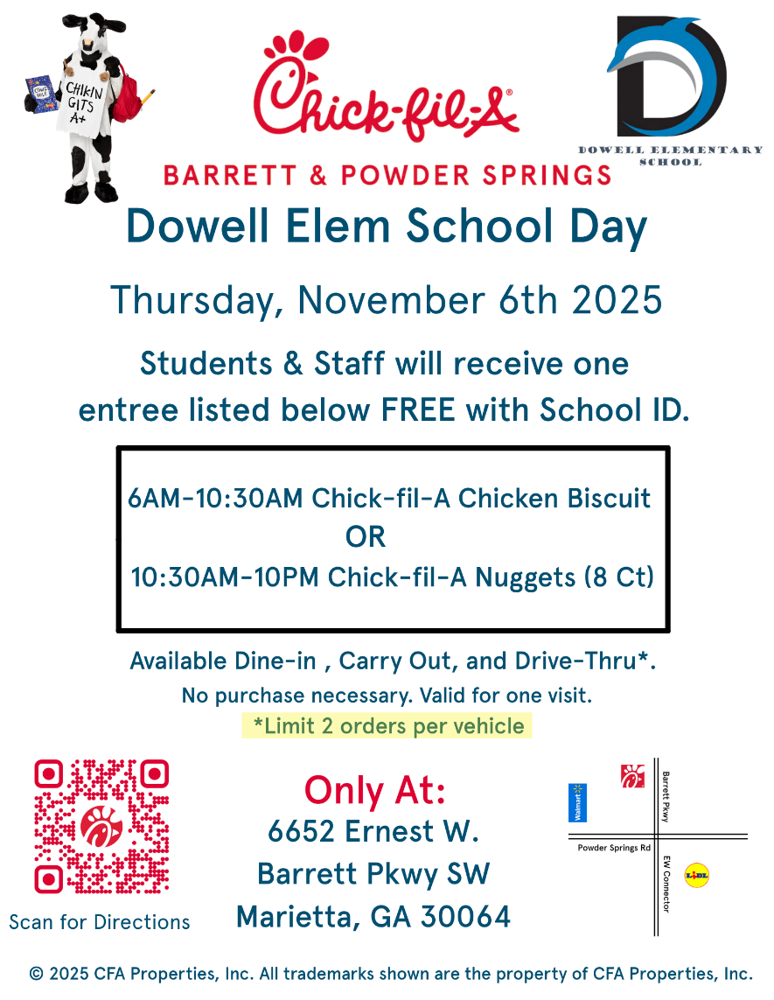 COWZ RULE
CHIKIN
GITS
A+
Chick-fil-A®
DOWELL ELEMENTARY
SCHOOL
BARRETT & POWDER SPRINGS
Dowell Elem School Day
Thursday, November 6th 2025
Students & Staff will receive one
entree listed below FREE with School ID.
6AM-10:30AM Chick-fil-A Chicken Biscuit
OR
10:30AM-10PM Chick-fil-A Nuggets (8 Ct)
Available Dine-in , Carry Out, and Drive-Thru*.
No purchase necessary. Valid for one visit.
*Limit 2 orders per vehicle
Scan for Directions
Only At:
6652 Ernest W.
Barrett Pkwy SW
Marietta, GA 30064
Walmart
Barrett Pkwy
Powder Springs Rd
EW Connector
LIDL
© 2025 CFA Properties, Inc. All trademarks shown are the property of CFA Properties, Inc.